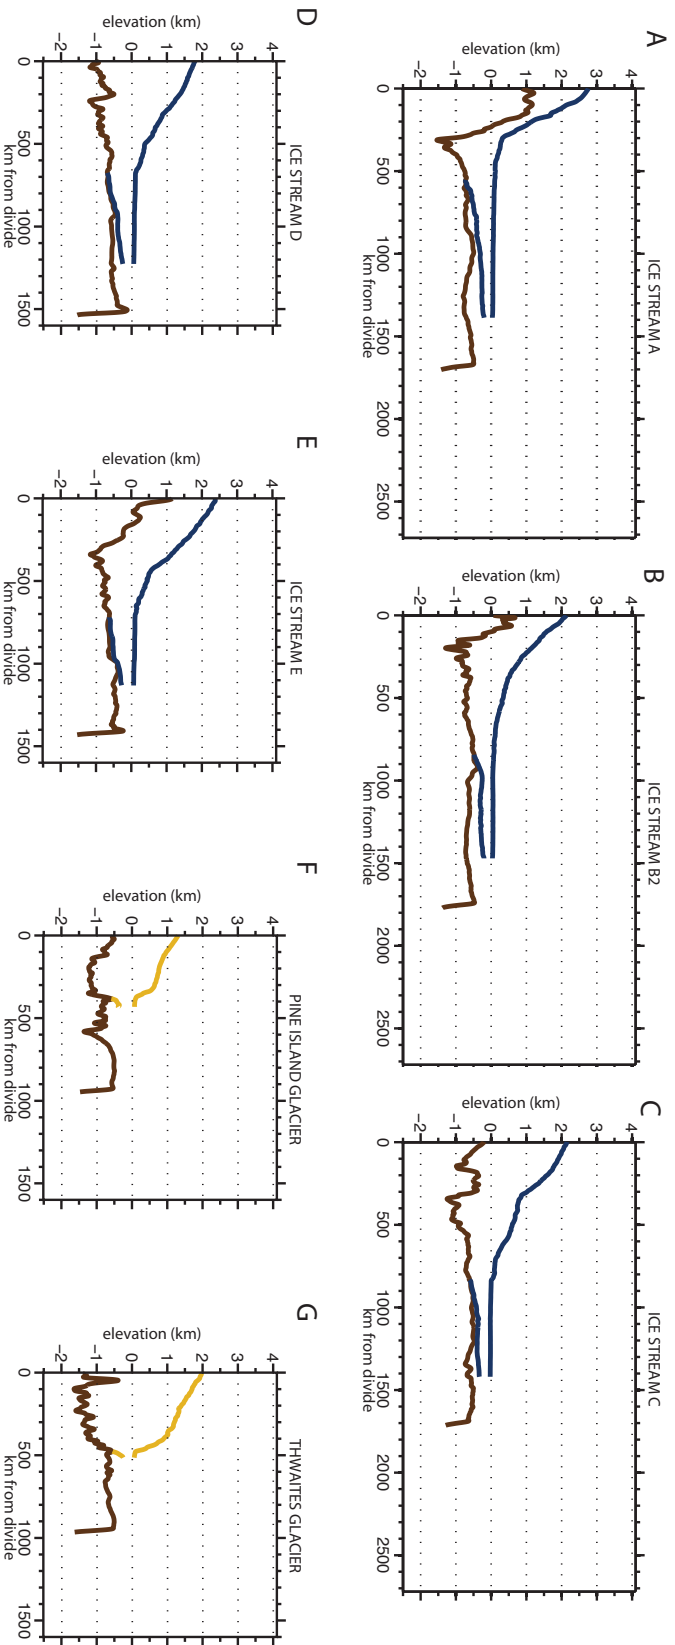 A
ICE STREAM A
elevation (km)
4
3
2
1
0
−1
−2
0
500
1000
1500
2000
2500
km from divide
B
ICE STREAM B2
elevation (km)
4
3
2
1
0
−1
−2
0
500
1000
1500
2000
2500
km from divide
C
ICE STREAM C
elevation (km)
4
3
2
1
0
−1
−2
0
500
1000
1500
2000
2500
km from divide
D
ICE STREAM D
elevation (km)
4
3
2
1
0
−1
−2
0
500
1000
1500
km from divide
E
ICE STREAM E
elevation (km)
4
3
2
1
0
−1
−2
0
500
1000
1500
km from divide
F
PINE ISLAND GLACIER
elevation (km)
4
3
2
1
0
−1
−2
0
500
1000
1500
km from divide
G
THWAITES GLACIER
elevation (km)
4
3
2
1
0
−1
−2
0
500
1000
1500
km from divide